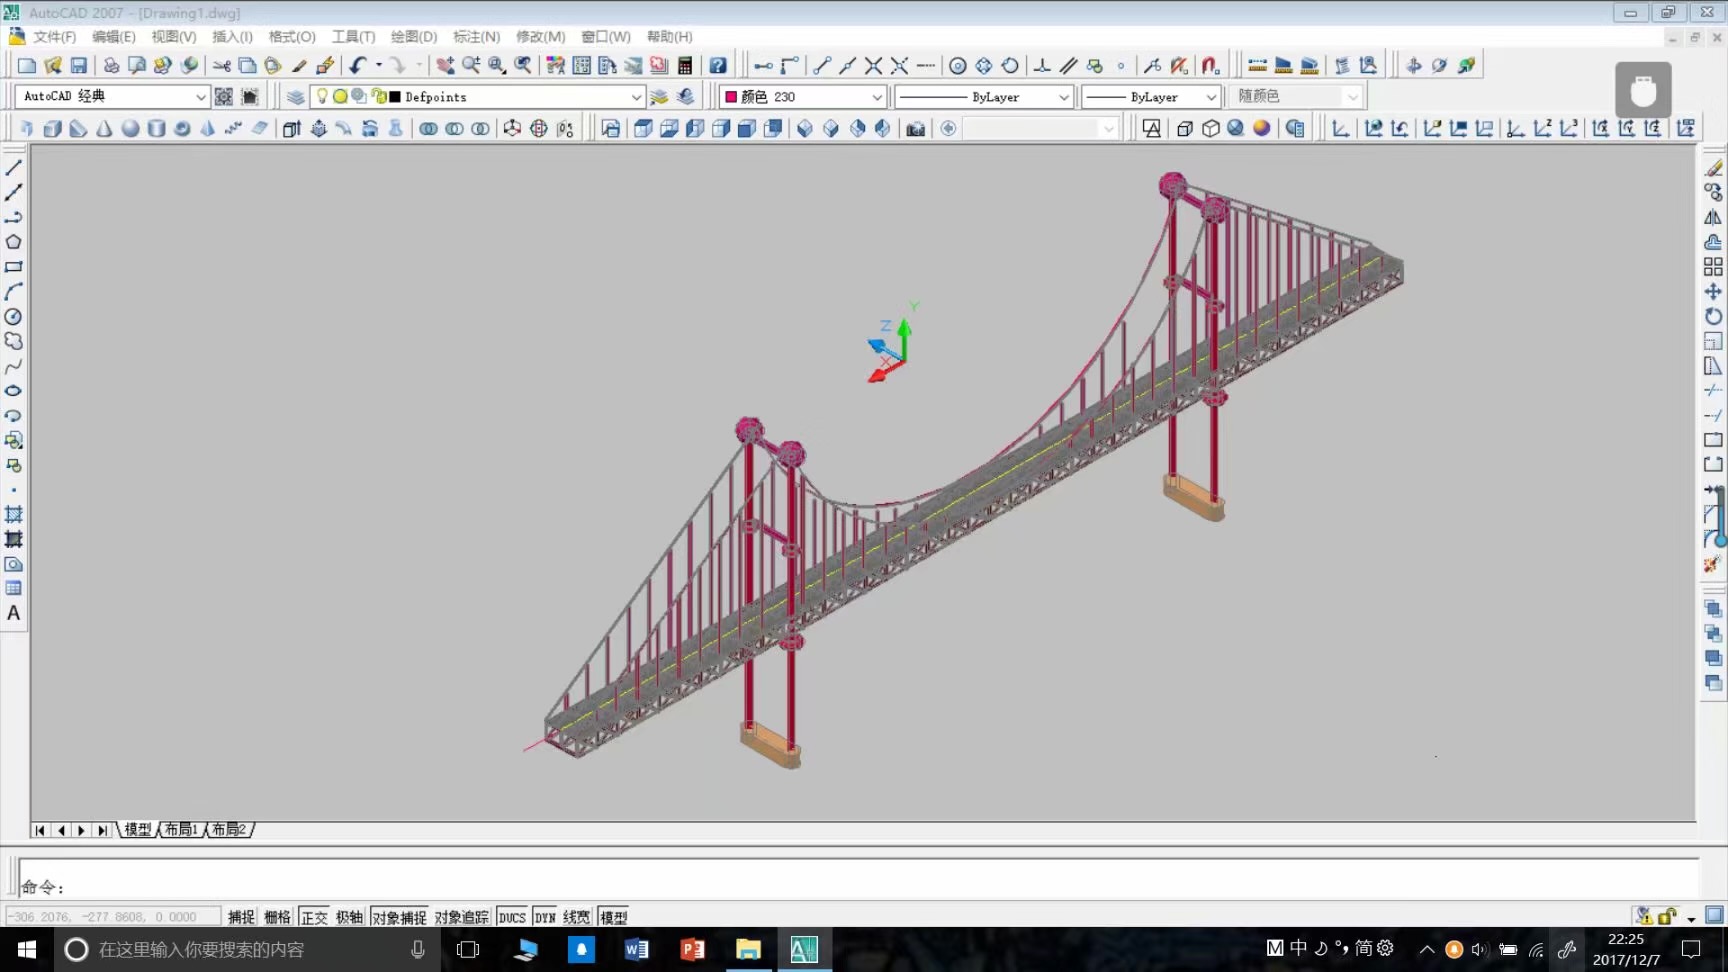 AutoCAD 2007 - [Drawing1.dwg]
文件(F) 编辑(E) 视图(V) 插入(I) 格式(O) 工具(T) 绘图(D) 标注(N) 修改(M) 窗口(W) 帮助(H)
AutoCAD 经典 Defpoints 颜色 230 ByLayer ByLayer 随颜色
Y
Z
X
A
模型 布局1 布局2
命令:
-306.2076, -277.8608, 0.0000 捕捉 栅格 正交 极轴 对象捕捉 对象追踪 DUCS DYN 线宽 模型
在这里输入你要搜索的内容 M 中 简 22:25
2017/12/7